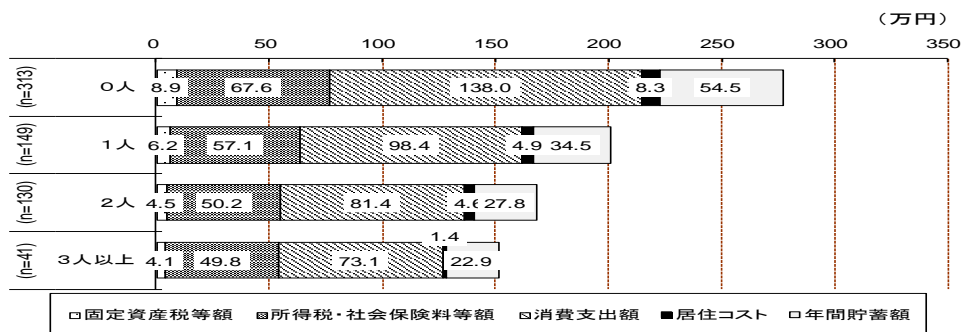 (万円)
0 50 100 150 200 250 300 350
(n=313) 0人 8.9 67.6 138.0 8.3 54.5
(n=149) 1人 6.2 57.1 98.4 4.9 34.5
(n=130) 2人 4.5 50.2 81.4 4.6 27.8
1.4
(n=41) 3人以上 4.1 49.8 73.1 22.9
固定資産税等額 所得税・社会保険料等額 消費支出額 居住コスト 年間貯蓄額